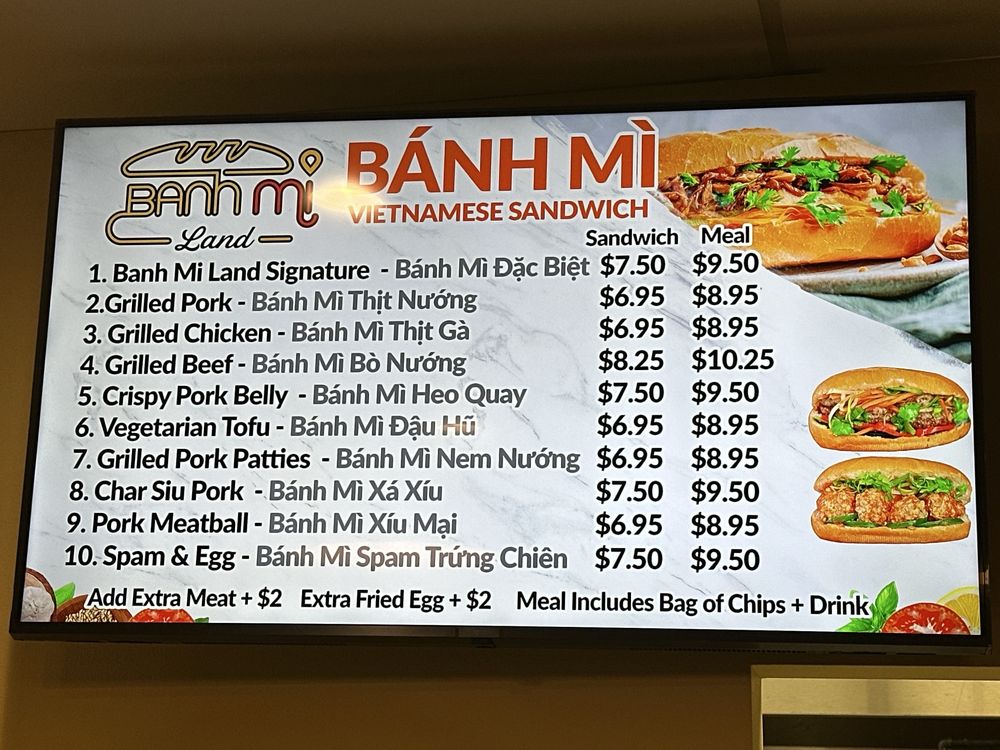 BANH Mi
Land
BÁNH MÌ
VIETNAMESE SANDWICH
Sandwich Meal
1. Banh Mi Land Signature - Bánh Mì Đặc Biệt $7.50 $9.50
2.Grilled Pork - Bánh Mì Thịt Nướng $6.95 $8.95
3. Grilled Chicken - Bánh Mì Thịt Gà $6.95 $8.95
4. Grilled Beef - Bánh Mì Bò Nướng $8.25 $10.25
5. Crispy Pork Belly - Bánh Mì Heo Quay $7.50 $9.50
6. Vegetarian Tofu - Bánh Mì Đậu Hũ $6.95 $8.95
7. Grilled Pork Patties - Bánh Mì Nem Nướng $6.95 $8.95
8. Char Siu Pork - Bánh Mì Xá Xíu $7.50 $9.50
9. Pork Meatball - Bánh Mì Xíu Mại $6.95 $8.95
10. Spam & Egg - Bánh Mì Spam Trứng Chiên $7.50 $9.50
Add Extra Meat + $2 Extra Fried Egg + $2 Meal Includes Bag of Chips + Drink